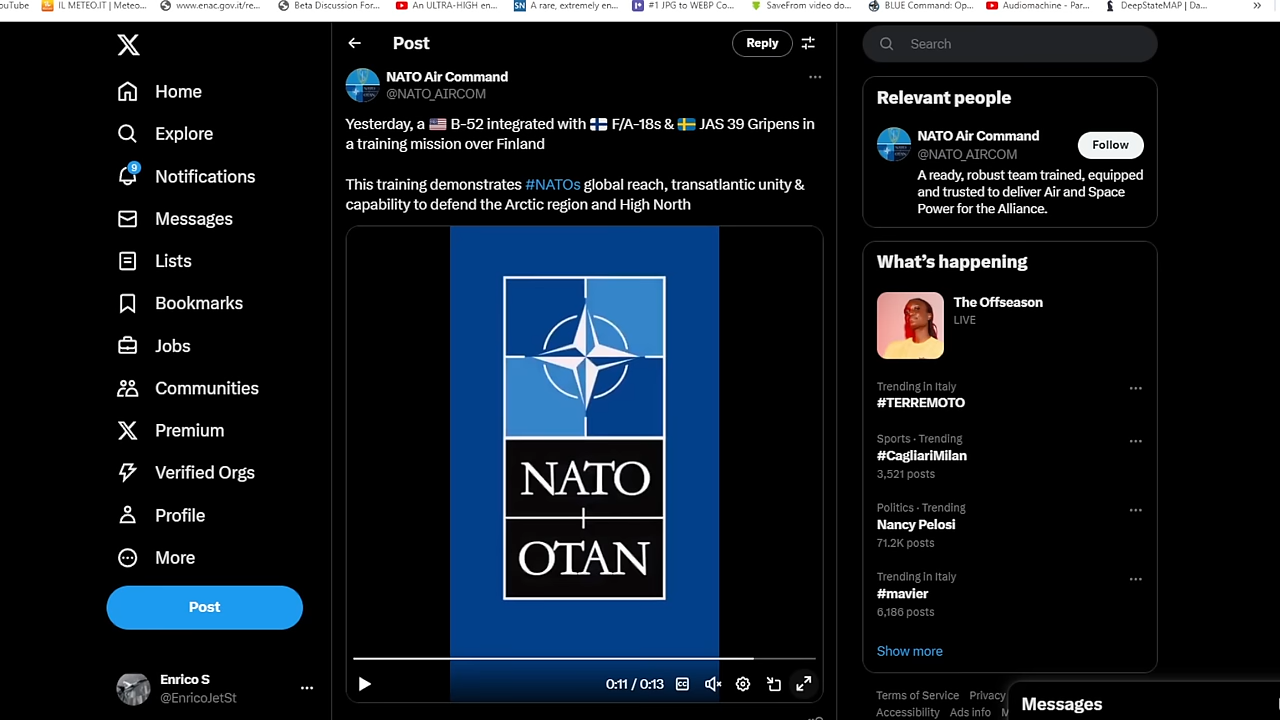 YouTube
IL METEO.IT | Meteo...
www.enac.gov.it/re...
Beta Discussion For...
An ULTRA-HIGH en...
SN A rare, extremely en...
#1 JPG to WEBP Co...
SaveFrom video do...
BLUE Command: Op...
Audiomachine - Par...
DeepStateMAP | Da...
Post
Reply
Search
Home
Explore
9
Notifications
Messages
Lists
Bookmarks
Jobs
Communities
Premium
Verified Orgs
Profile
More
Post
Enrico S
@EnricoJetSt
NATO Air Command
@NATO_AIRCOM
Yesterday, a 🇺🇸 B-52 integrated with 🇫🇮 F/A-18s & 🇸🇪 JAS 39 Gripens in
a training mission over Finland
This training demonstrates #NATOs global reach, transatlantic unity &
capability to defend the Arctic region and High North
NATO
OTAN
0:11 / 0:13
Relevant people
NATO Air Command
@NATO_AIRCOM
Follow
A ready, robust team trained, equipped
and trusted to deliver Air and Space
Power for the Alliance.
What's happening
The Offseason
LIVE
Trending in Italy
#TERREMOTO
Sports · Trending
#CagliariMilan
3,521 posts
Politics · Trending
Nancy Pelosi
71.2K posts
Trending in Italy
#mavier
6,186 posts
Show more
Terms of Service Privacy
Accessibility Ads info
Messages